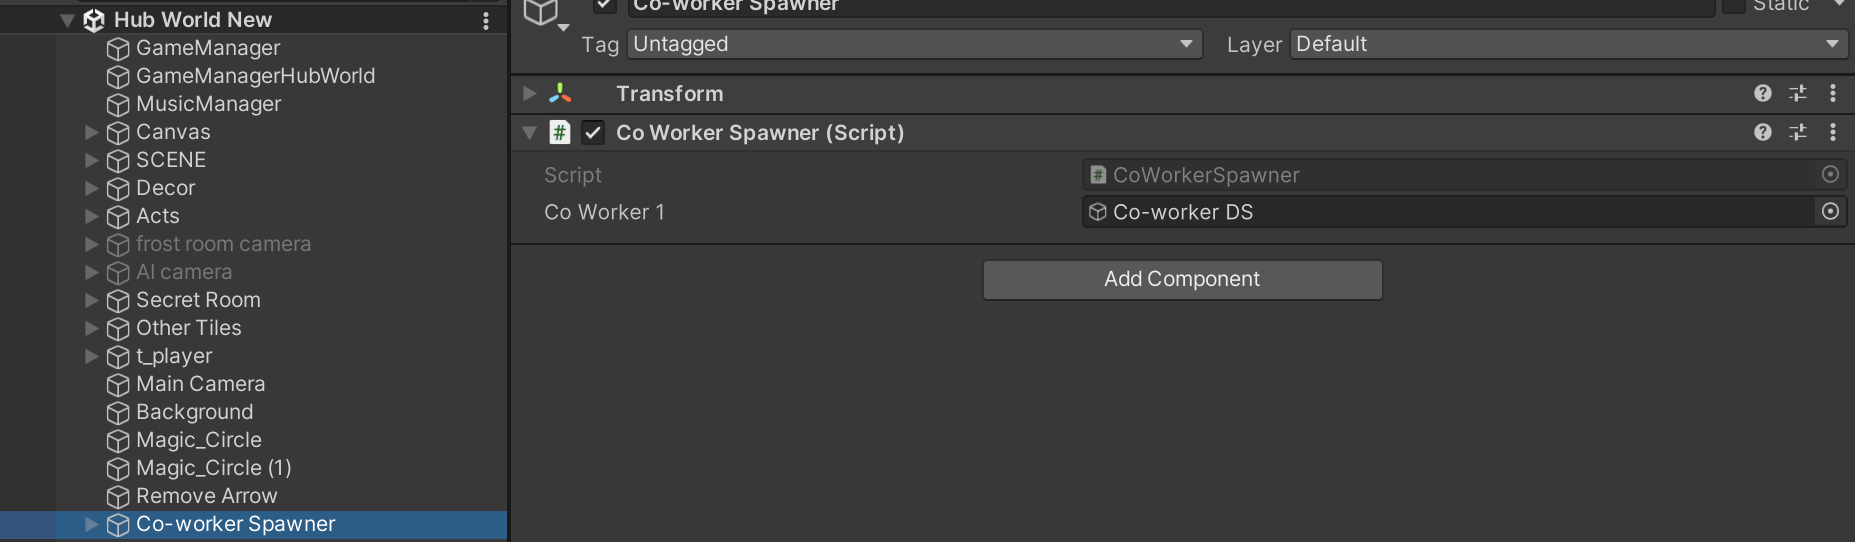 Hub World New
GameManager
GameManagerHubWorld
MusicManager
Canvas
SCENE
Decor
Acts
frost room camera
AI camera
Secret Room
Other Tiles
t_player
Main Camera
Background
Magic_Circle
Magic_Circle (1)
Remove Arrow
Co-worker Spawner
Co-worker Spawner
Static
Tag Untagged Layer Default
Transform
# Co Worker Spawner (Script)
Script # CoWorkerSpawner
Co Worker 1 Co-worker DS
Add Component